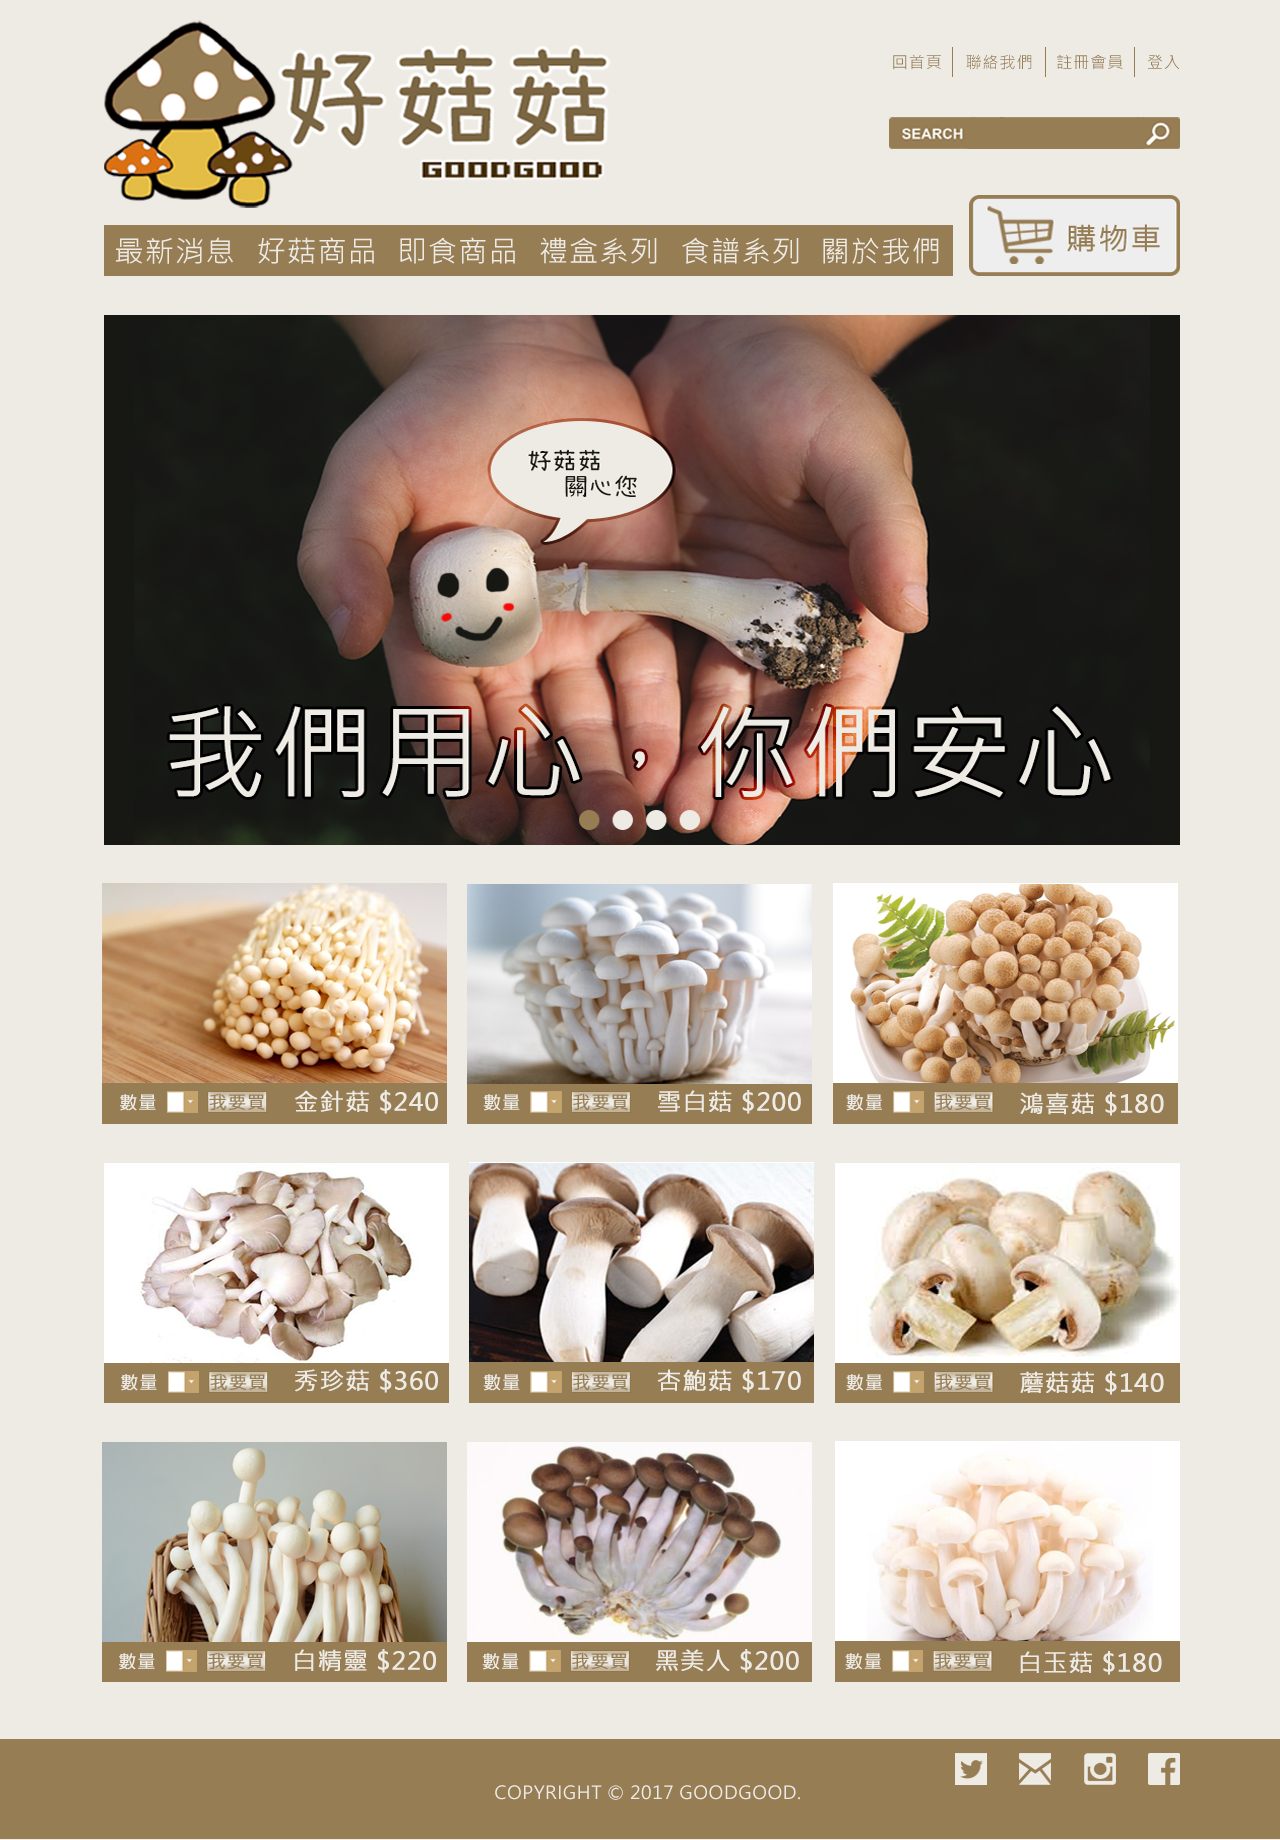 好菇菇
GOODGOOD
回首頁 聯絡我們 註冊會員 登入
SEARCH
購物車
最新消息 好菇商品 即食商品 禮盒系列 食譜系列 關於我們
好菇菇
關心您
我們用心，你們安心
數量 我要買 金針菇 $240
數量 我要買 雪白菇 $200
數量 我要買 鴻喜菇 $180
數量 我要買 秀珍菇 $360
數量 我要買 杏鮑菇 $170
數量 我要買 蘑菇菇 $140
數量 我要買 白精靈 $220
數量 我要買 黑美人 $200
數量 我要買 白玉菇 $180
COPYRIGHT © 2017 GOODGOOD.